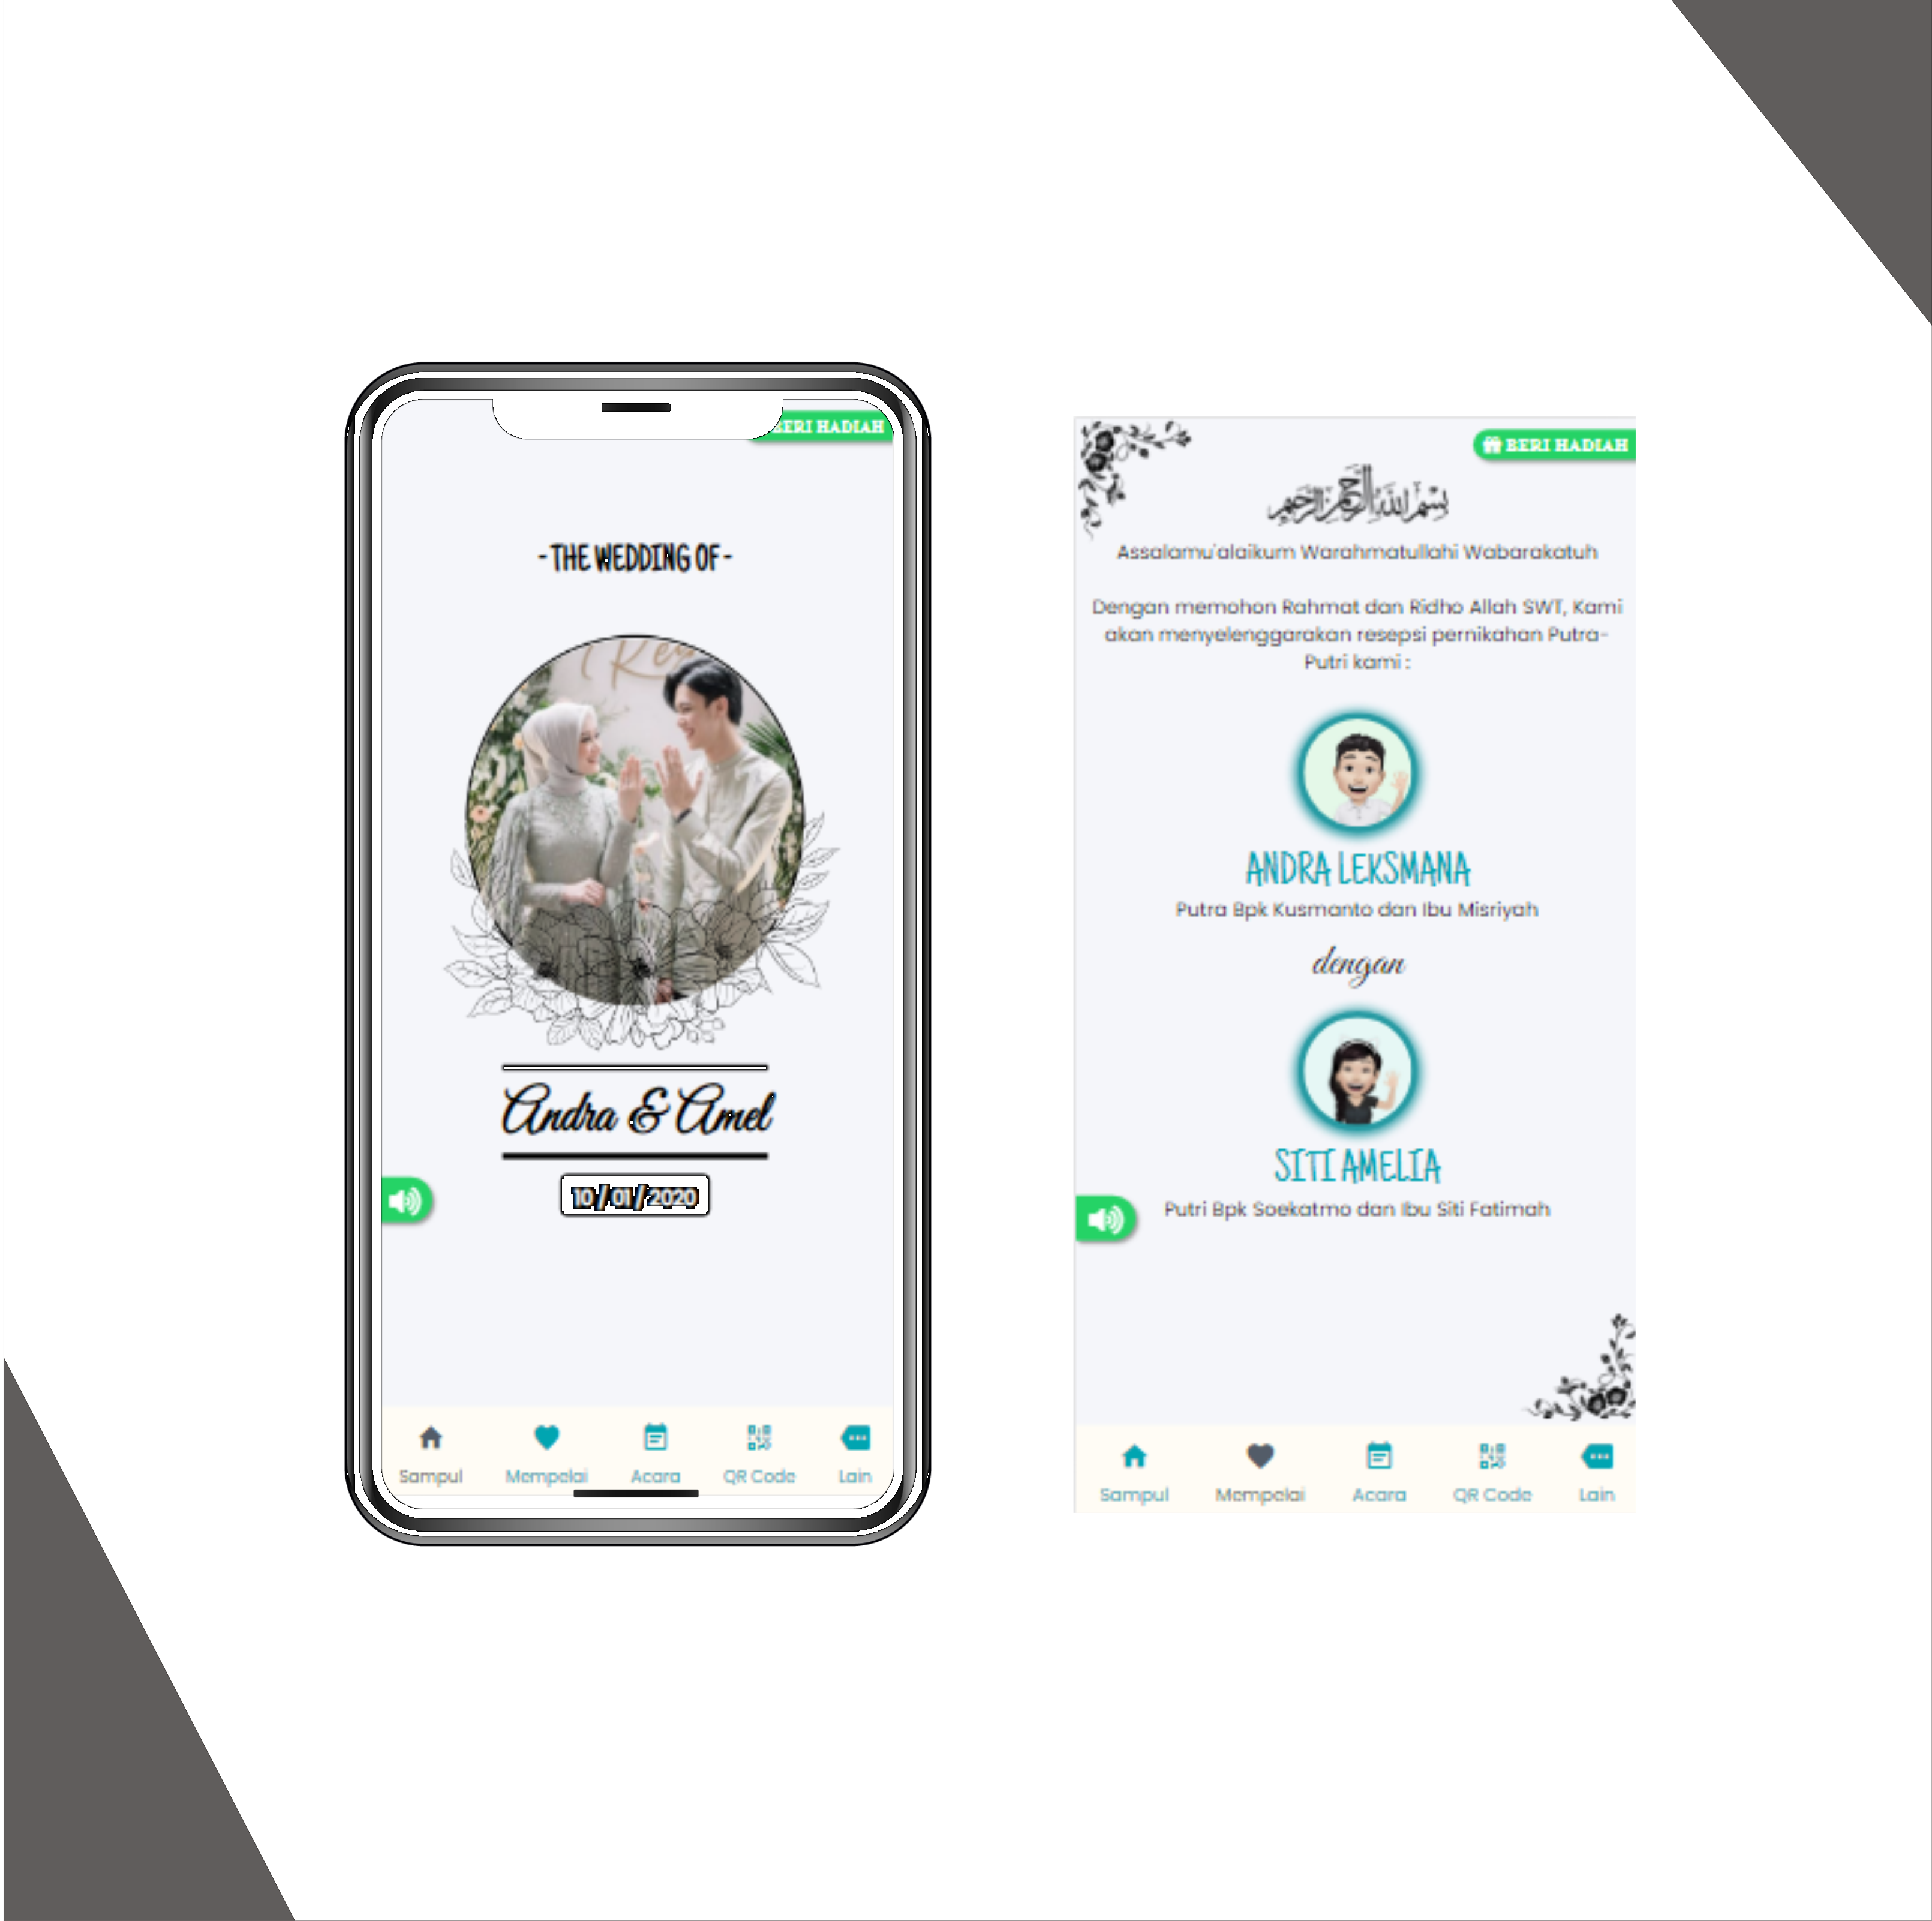 BERI HADIAH
- THE WEDDING OF -
Andra & Amel
10 / 01 / 2020
Sampul
Mempelai
Acara
QR Code
Lain
BERI HADIAH
بسم الله الرحمن الرحيم
Assalamu'alaikum Warahmatullahi Wabarakatuh
Dengan memohon Rahmat dan Ridho Allah SWT, Kami
akan menyelenggarakan resepsi pernikahan Putra-
Putri kami :
ANDRA LEKSMANA
Putra Bpk Kusmanto dan Ibu Misriyah
dengan
SITI AMELIA
Putri Bpk Soekatmo dan Ibu Siti Fatimah
Sampul
Mempelai
Acara
QR Code
Lain